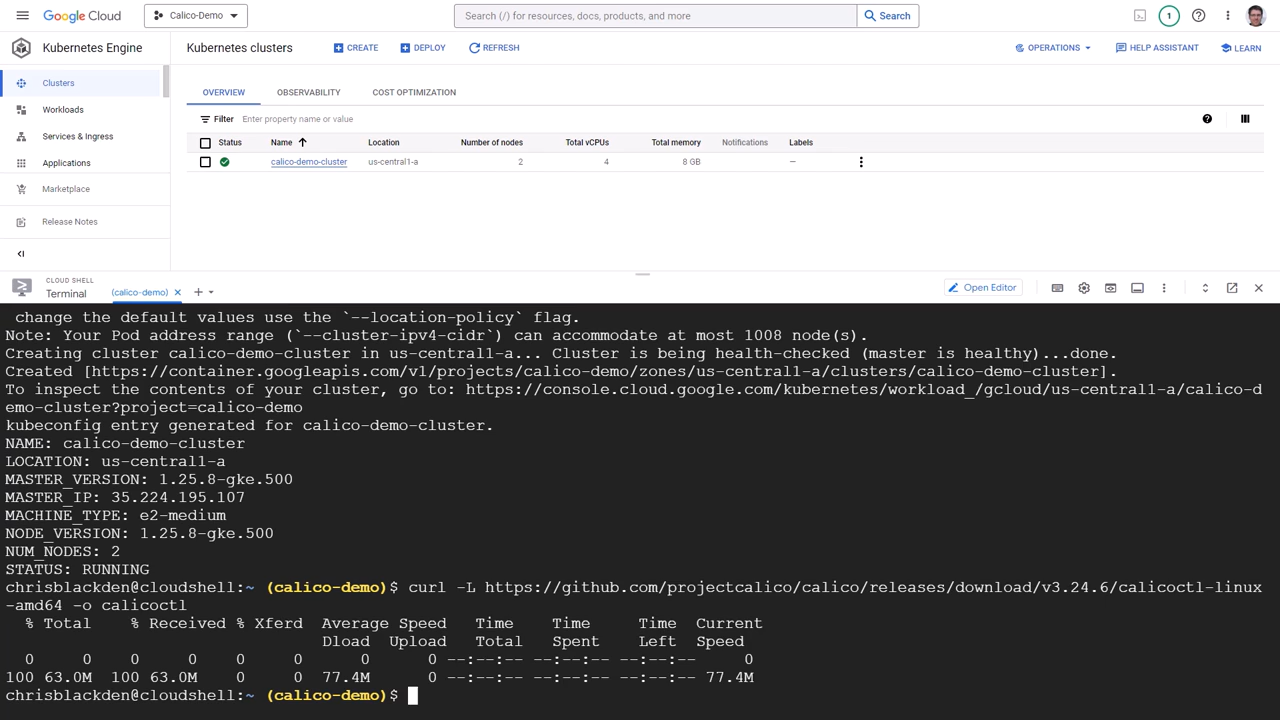 Google Cloud
Calico-Demo
Search (/) for resources, docs, products, and more
Search
1
Kubernetes Engine
Kubernetes clusters
CREATE
DEPLOY
REFRESH
OPERATIONS
HELP ASSISTANT
LEARN
Clusters
Workloads
Services & Ingress
Applications
Marketplace
Release Notes
OVERVIEW
OBSERVABILITY
COST OPTIMIZATION
Filter
Enter property name or value
Status Name Location Number of nodes Total vCPUs Total memory Notifications Labels
calico-demo-cluster us-central1-a 2 4 8 GB —
CLOUD SHELL
Terminal
(calico-demo)
Open Editor
change the default values use the `--location-policy` flag.
Note: Your Pod address range (`--cluster-ipv4-cidr`) can accommodate at most 1008 node(s).
Creating cluster calico-demo-cluster in us-central1-a... Cluster is being health-checked (master is healthy)...done.
Created [https://container.googleapis.com/v1/projects/calico-demo/zones/us-central1-a/clusters/calico-demo-cluster].
To inspect the contents of your cluster, go to: https://console.cloud.google.com/kubernetes/workload_/gcloud/us-central1-a/calico-d
emo-cluster?project=calico-demo
kubeconfig entry generated for calico-demo-cluster.
NAME: calico-demo-cluster
LOCATION: us-central1-a
MASTER_VERSION: 1.25.8-gke.500
MASTER_IP: 35.224.195.107
MACHINE_TYPE: e2-medium
NODE_VERSION: 1.25.8-gke.500
NUM_NODES: 2
STATUS: RUNNING
chrisblackden@cloudshell:~ (calico-demo)$ curl -L https://github.com/projectcalico/calico/releases/download/v3.24.6/calicoctl-linux
-amd64 -o calicoctl
% Total % Received % Xferd Average Speed Time Time Time Current
Dload Upload Total Spent Left Speed
0 0 0 0 0 0 0 0 --:--:-- --:--:-- --:--:-- 0
100 63.0M 100 63.0M 0 0 77.4M 0 --:--:-- --:--:-- --:--:-- 77.4M
chrisblackden@cloudshell:~ (calico-demo)$